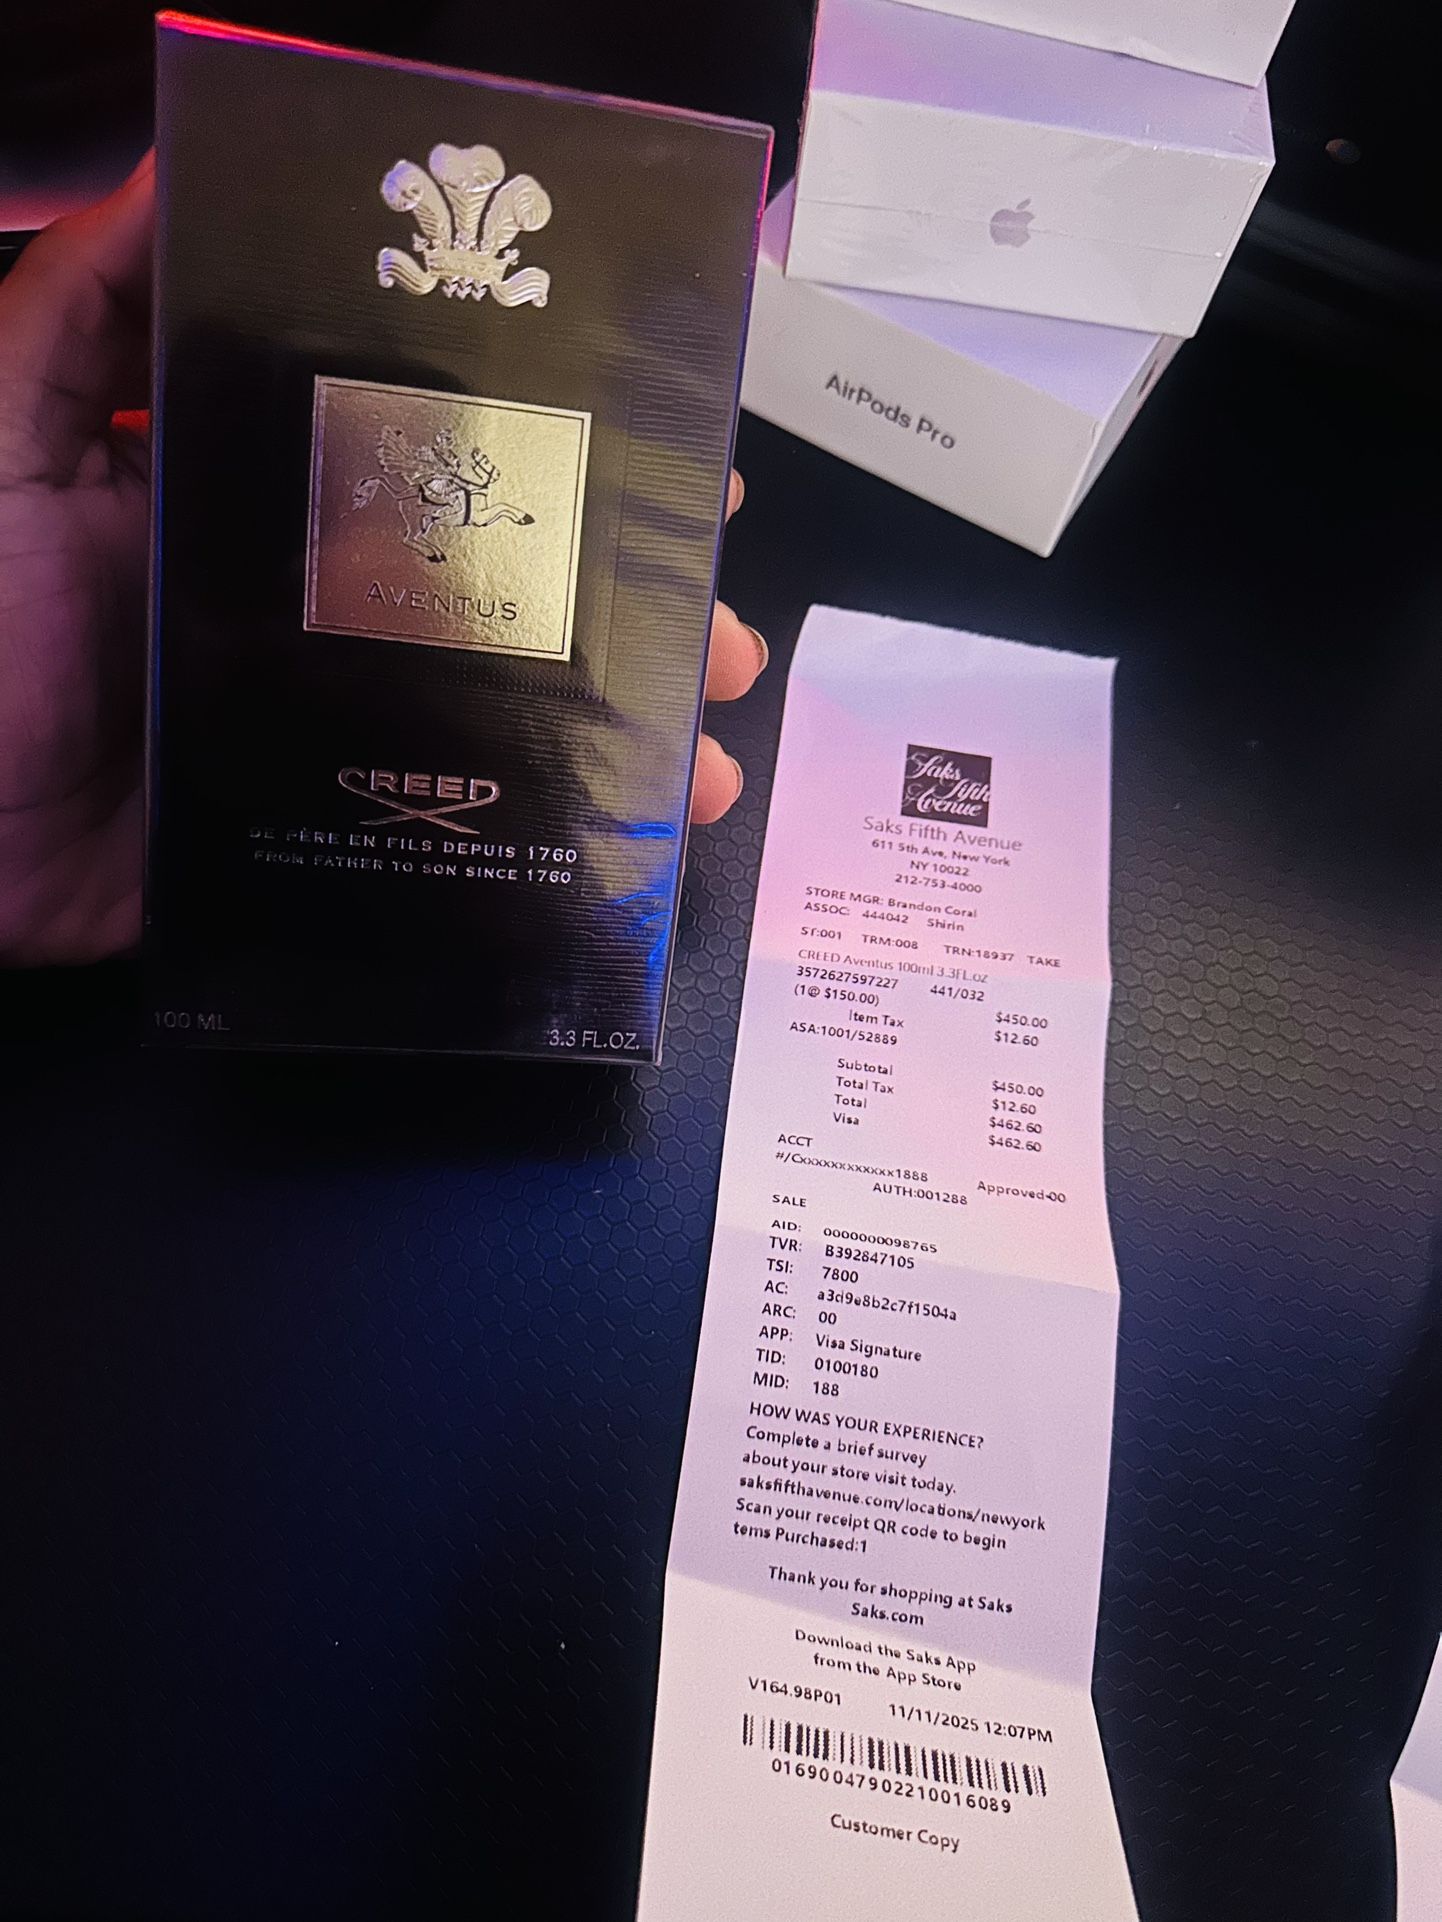 AVENTUS
CREED
DE PÈRE EN FILS DEPUIS 1760
FROM FATHER TO SON SINCE 1760
100 ML
3.3 FL.OZ.
AirPods Pro
Saks
fifth
Avenue
Saks Fifth Avenue
611 5th Ave, New York
NY 10022
212-753-4000
STORE MGR: Brandon Coral
ASSOC: 444042 Shirin
ST:001 TRM:008 TRN:18937 TAKE
CREED Aventus 100ml 3.3FL.oz
3572627597227 441/032
(1@ $150.00) $450.00
Item Tax $12.60
ASA:1001/52889
Subtotal $450.00
Total Tax $12.60
Total $462.60
Visa $462.60
ACCT
#/Cxxxxxxxxxxxx1888 Approved-00
AUTH:001288
SALE
AID: 0000000098765
TVR: B392847105
TSI: 7800
AC: a3d9e8b2c7f1504a
ARC: 00
APP: Visa Signature
TID: 0100180
MID: 188
HOW WAS YOUR EXPERIENCE?
Complete a brief survey
about your store visit today.
saksfifthavenue.com/locations/newyork
Scan your receipt QR code to begin
tems Purchased:1
Thank you for shopping at Saks
Saks.com
Download the Saks App
from the App Store
V164.98P01 11/11/2025 12:07PM
01690047902210016089
Customer Copy